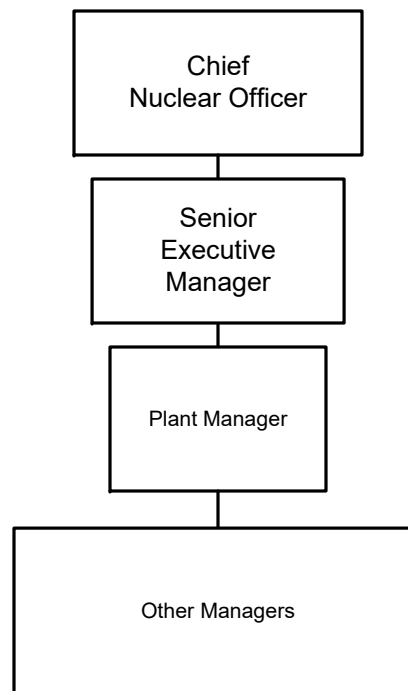 Chief
Nuclear Officer
Senior
Executive
Manager
Plant Manager
Other Managers